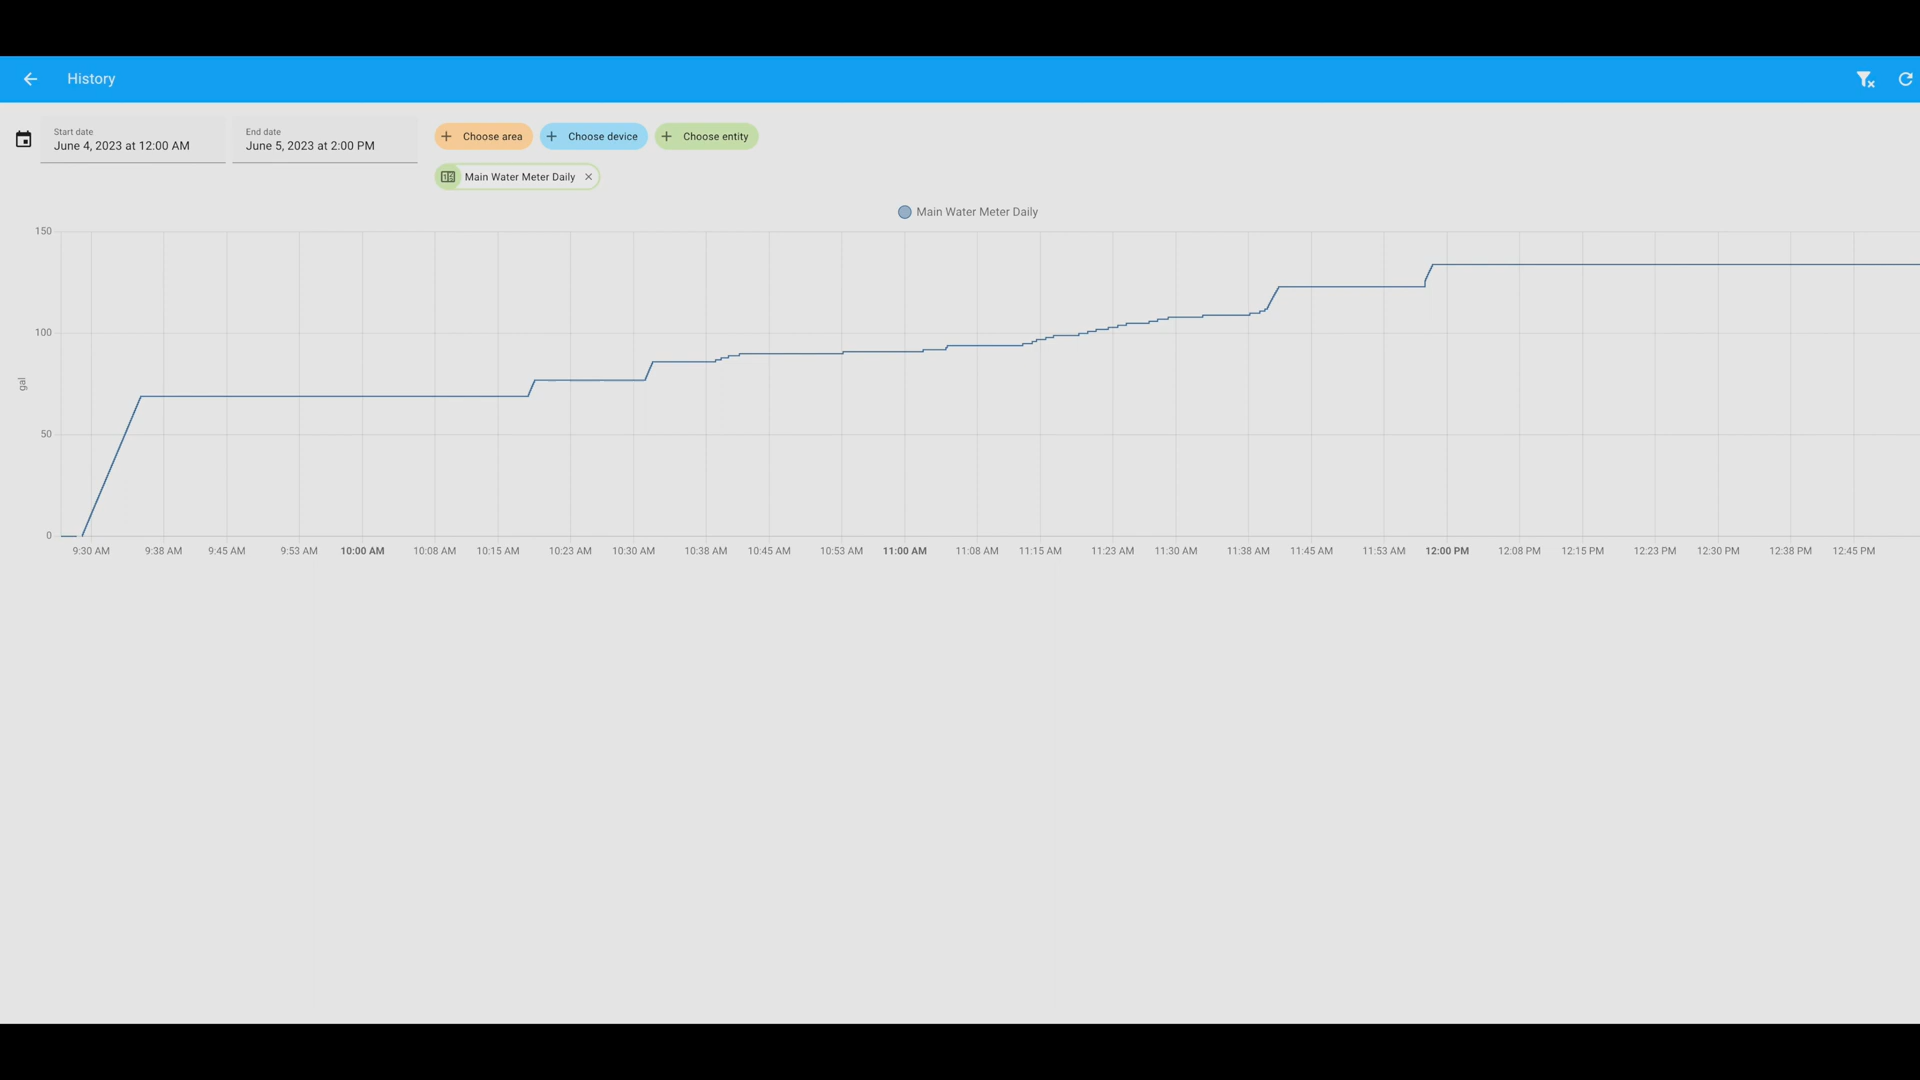 History
Start date
June 4, 2023 at 12:00 AM
End date
June 5, 2023 at 2:00 PM
Choose area
Choose device
Choose entity
Main Water Meter Daily
Main Water Meter Daily
150
100
gal
50
0
9:30 AM 9:38 AM 9:45 AM 9:53 AM 10:00 AM 10:08 AM 10:15 AM 10:23 AM 10:30 AM 10:38 AM 10:45 AM 10:53 AM 11:00 AM 11:08 AM 11:15 AM 11:23 AM 11:30 AM 11:38 AM 11:45 AM 11:53 AM 12:00 PM 12:08 PM 12:15 PM 12:23 PM 12:30 PM 12:38 PM 12:45 PM